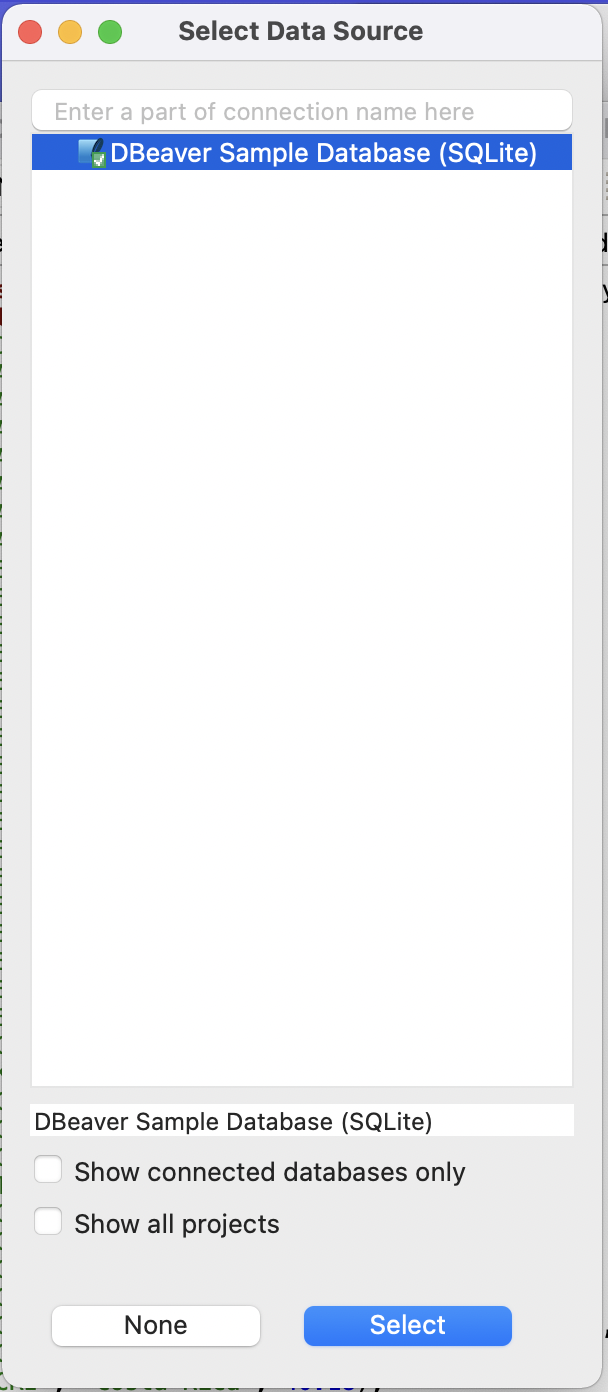 Select Data Source
Enter a part of connection name here
DBeaver Sample Database (SQLite)
DBeaver Sample Database (SQLite)
Show connected databases only
Show all projects
None
Select